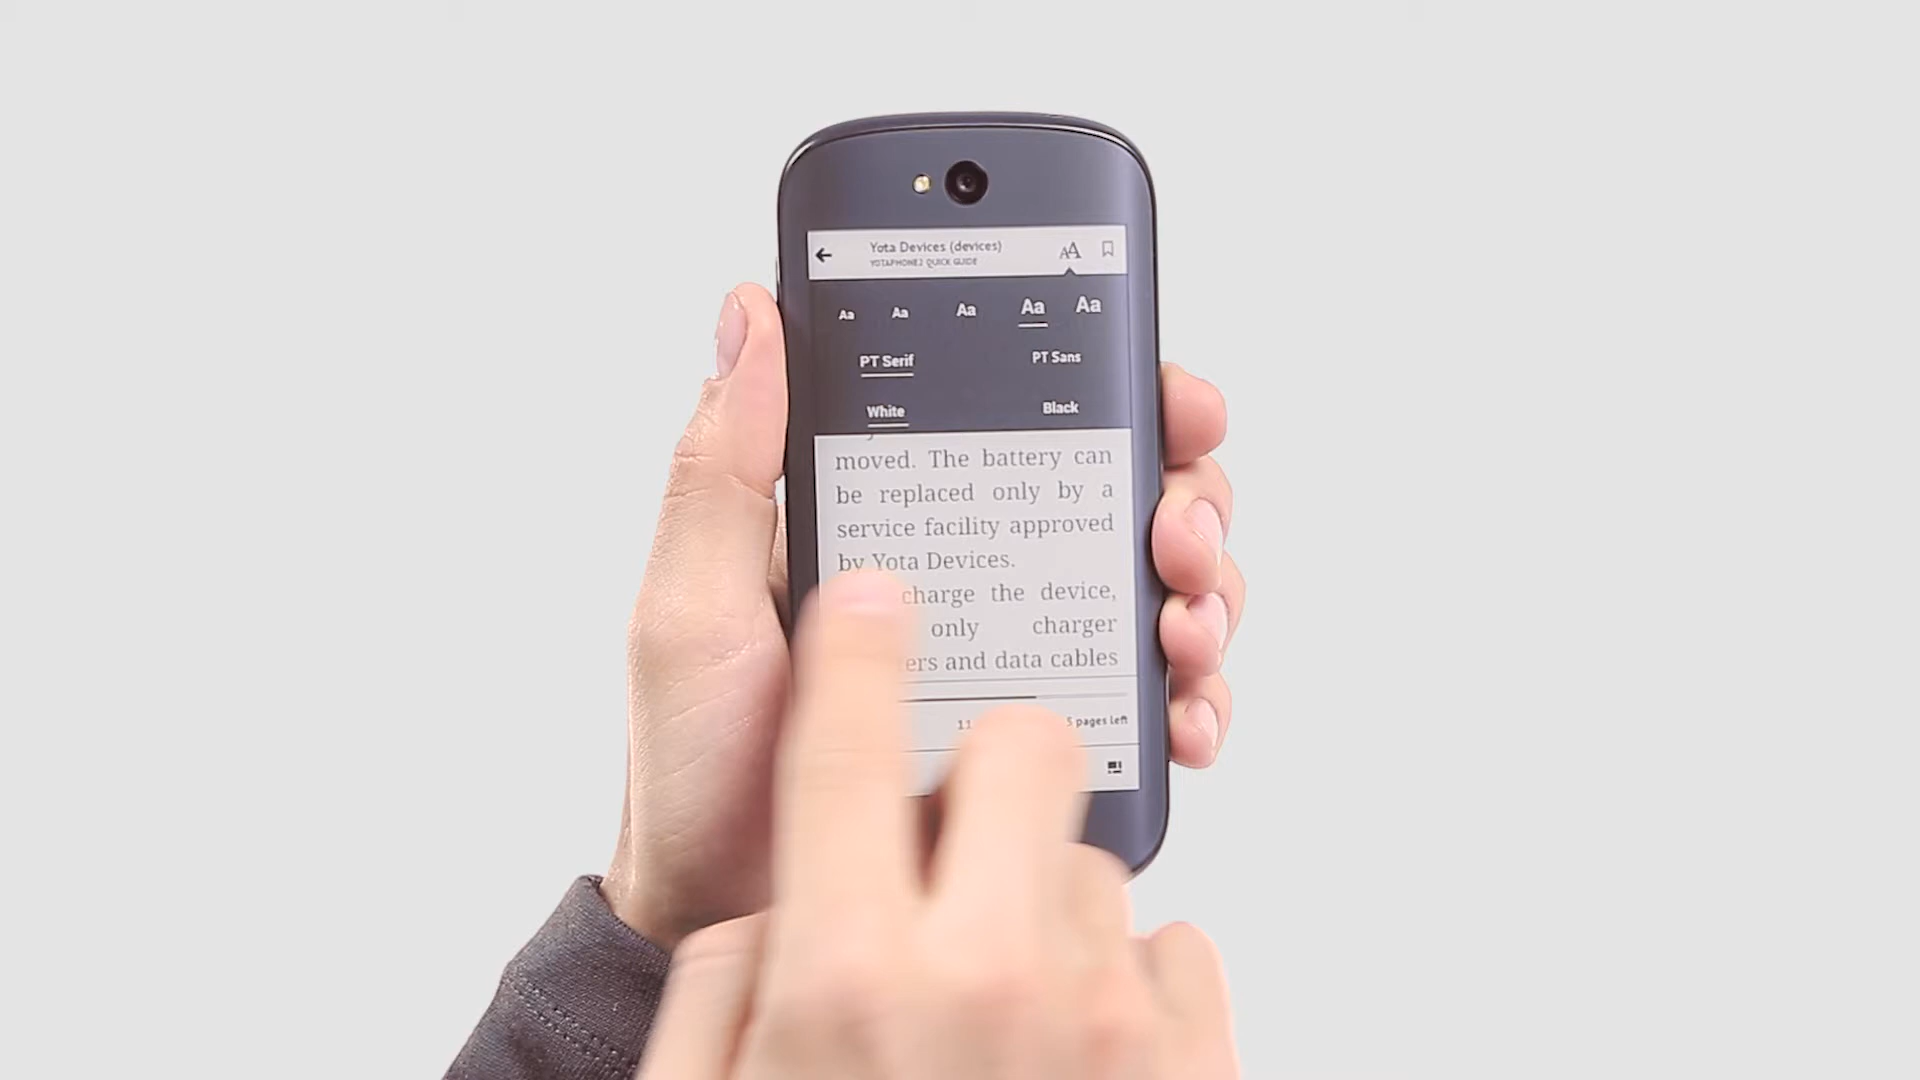 Yota Devices (devices)
YOTAPHONE2 QUICK GUIDE
AA
Aa Aa Aa Aa Aa
PT Serif PT Sans
White Black
moved. The battery can
be replaced only by a
service facility approved
by Yota Devices.
charge the device,
only charger
ers and data cables
11
5 pages left